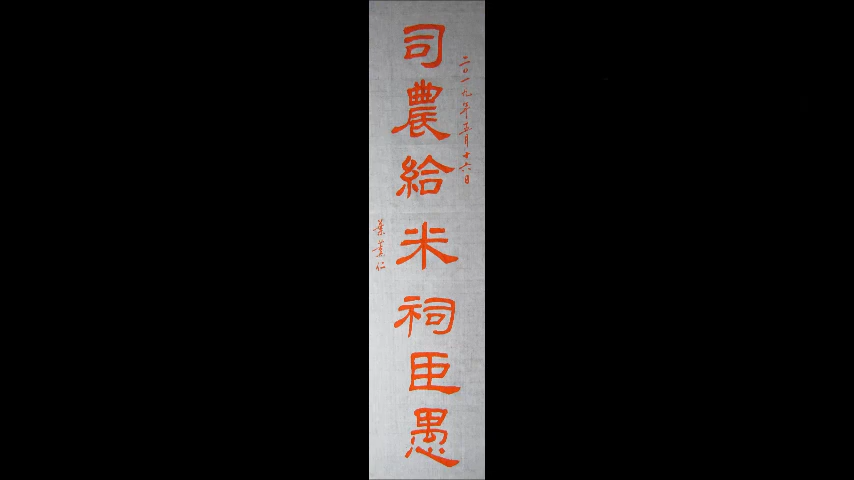 二〇一九年五月十六日
司農給米祠臣愚
葉
仁